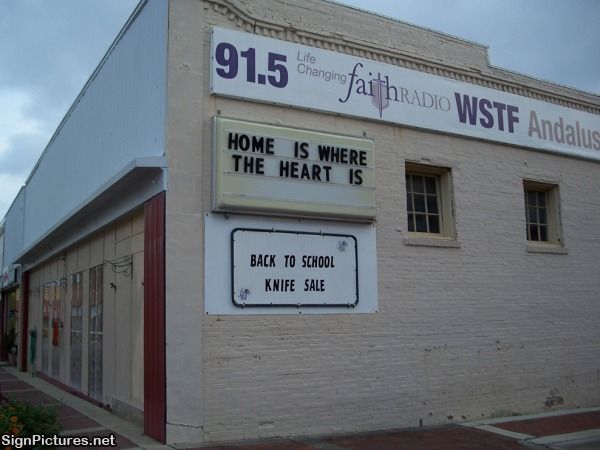 91.5 Life Changing faith RADIO WSTF Andalus
HOME IS WHERE
THE HEART IS
BACK TO SCHOOL
KNIFE SALE
SignPictures.net